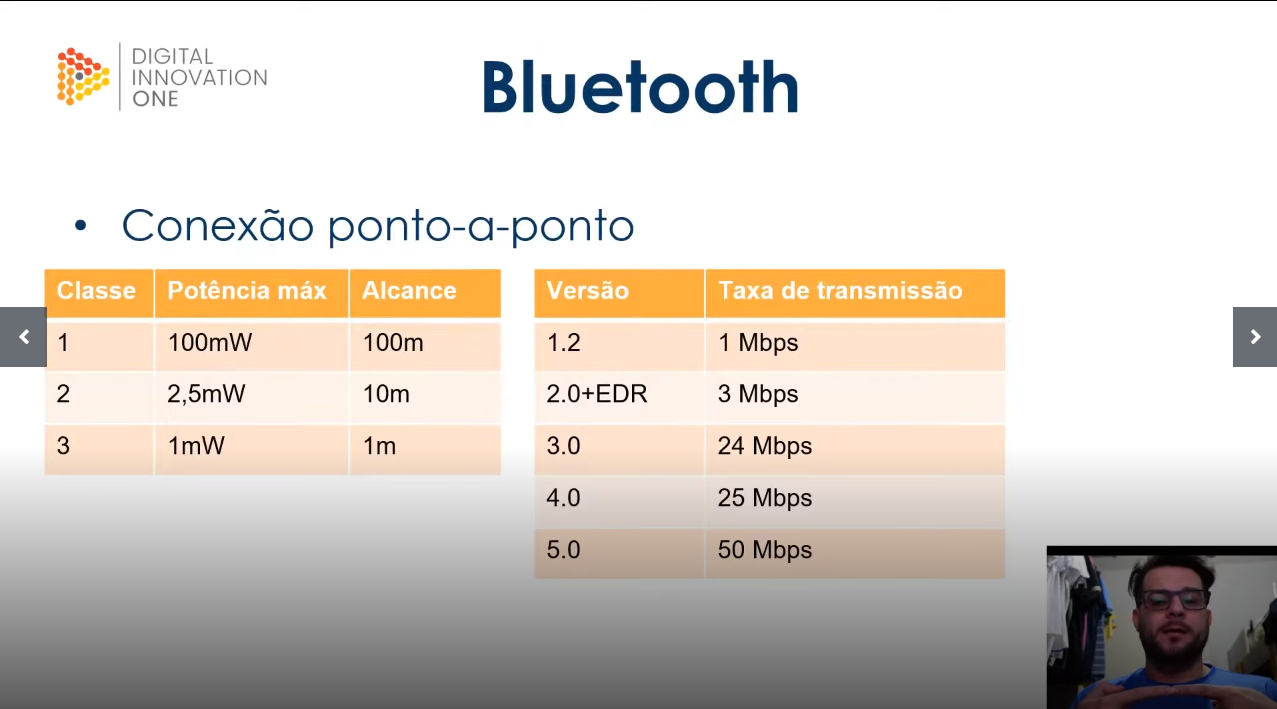 DIGITAL
INNOVATION
ONE
Bluetooth
• Conexão ponto-a-ponto
Classe Potência máx Alcance
1 100mW 100m
2 2,5mW 10m
3 1mW 1m
Versão Taxa de transmissão
1.2 1 Mbps
2.0+EDR 3 Mbps
3.0 24 Mbps
4.0 25 Mbps
5.0 50 Mbps